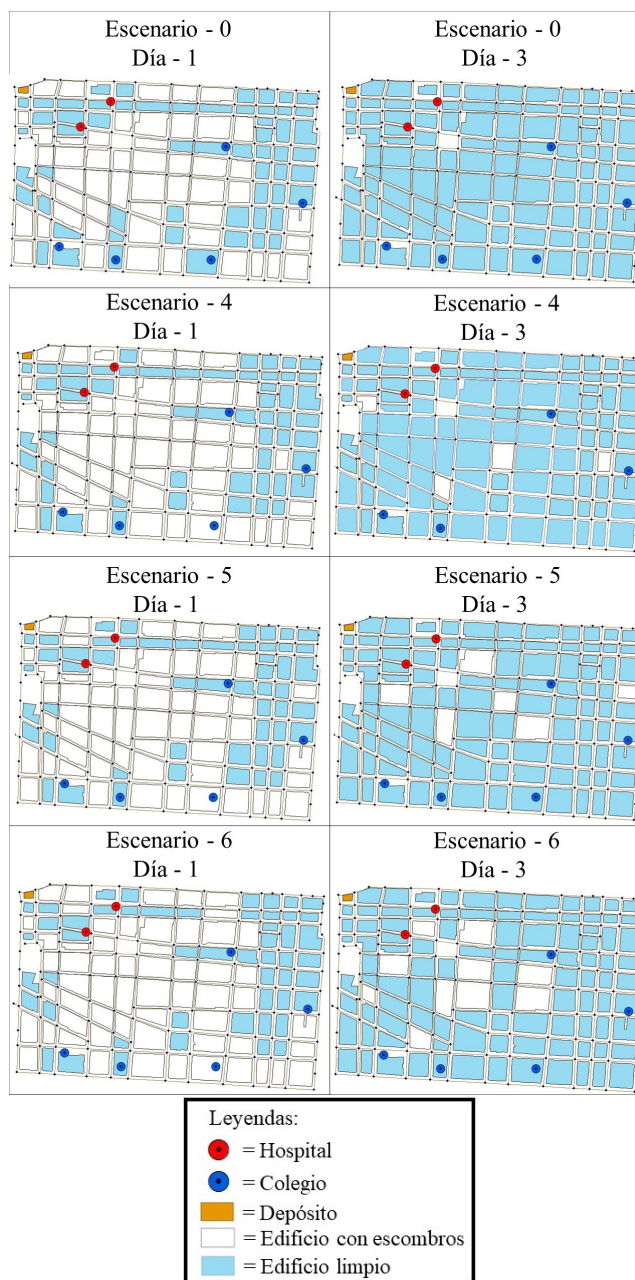 Escenario - 0
Día - 1
Escenario - 0
Día - 3
Escenario - 4
Día - 1
Escenario - 4
Día - 3
Escenario - 5
Día - 1
Escenario - 5
Día - 3
Escenario - 6
Día - 1
Escenario - 6
Día - 3
Leyendas:
= Hospital
= Colegio
= Depósito
= Edificio con escombros
= Edificio limpio